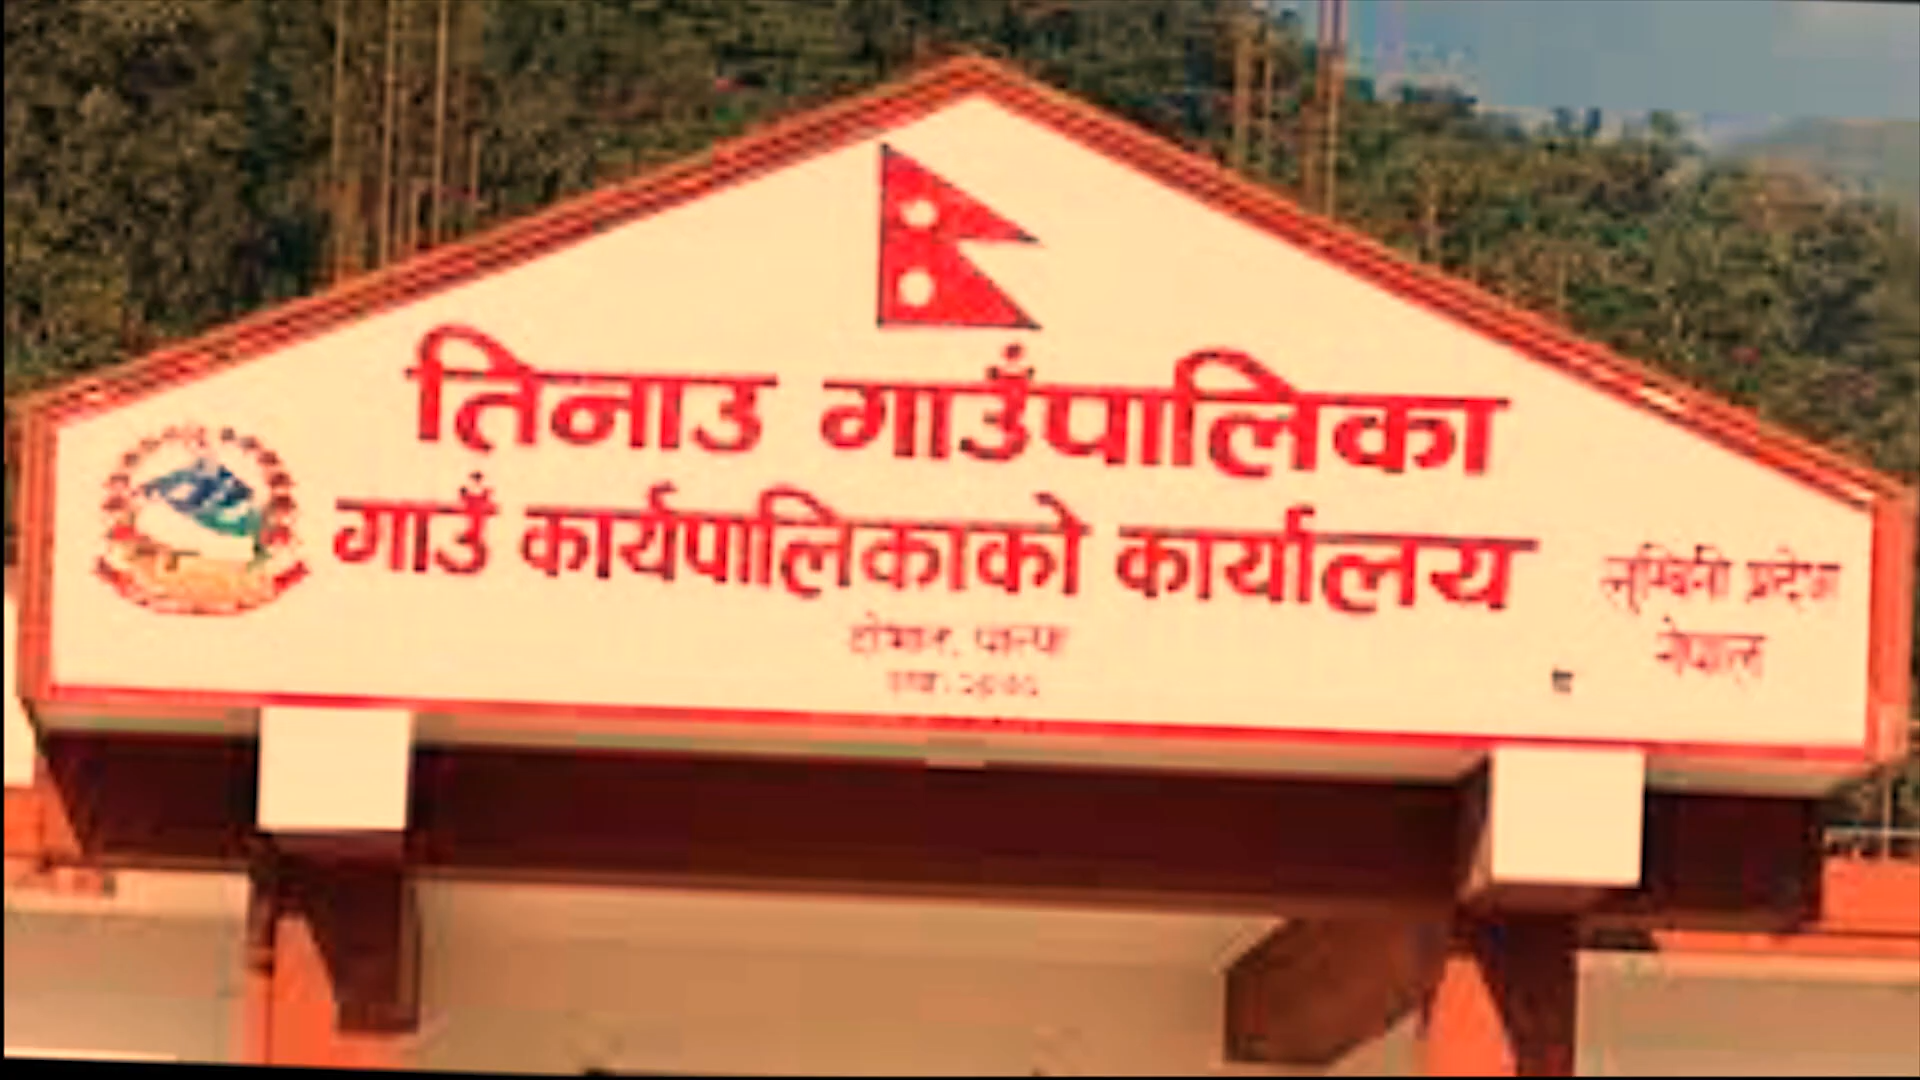 तिनाउ गाउँपालिका
गाउँ कार्यपालिकाको कार्यालय
दोभान, पाल्पा
लुम्बिनी प्रदेश
नेपाल